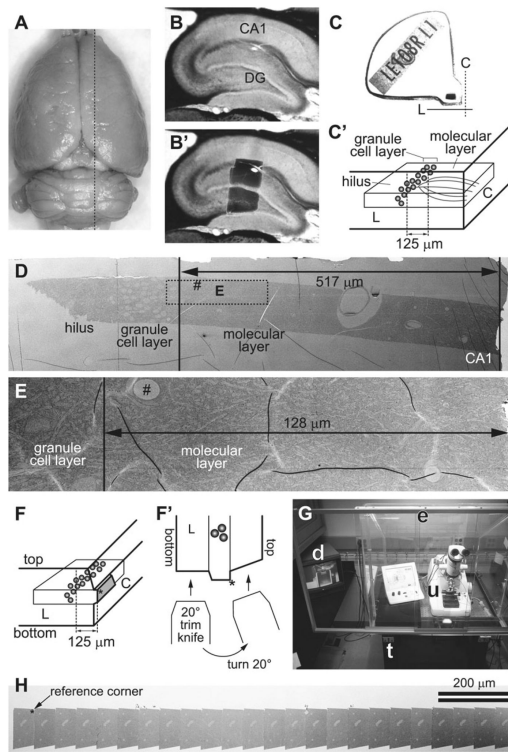 A
B
CA1
DG
B'
C
LE108R L1
C
L
C'
granule
cell layer
molecular
layer
hilus
L
C
125 µm
D
517 µm
#
E
hilus
granule
cell layer
molecular
layer
CA1
E
#
128 µm
granule
cell layer
molecular
layer
F
top
C
*
L
bottom
125 µm
F'
bottom
L
top
*
20°
trim
knife
turn 20°
G
e
d
u
t
H
reference corner
200 µm